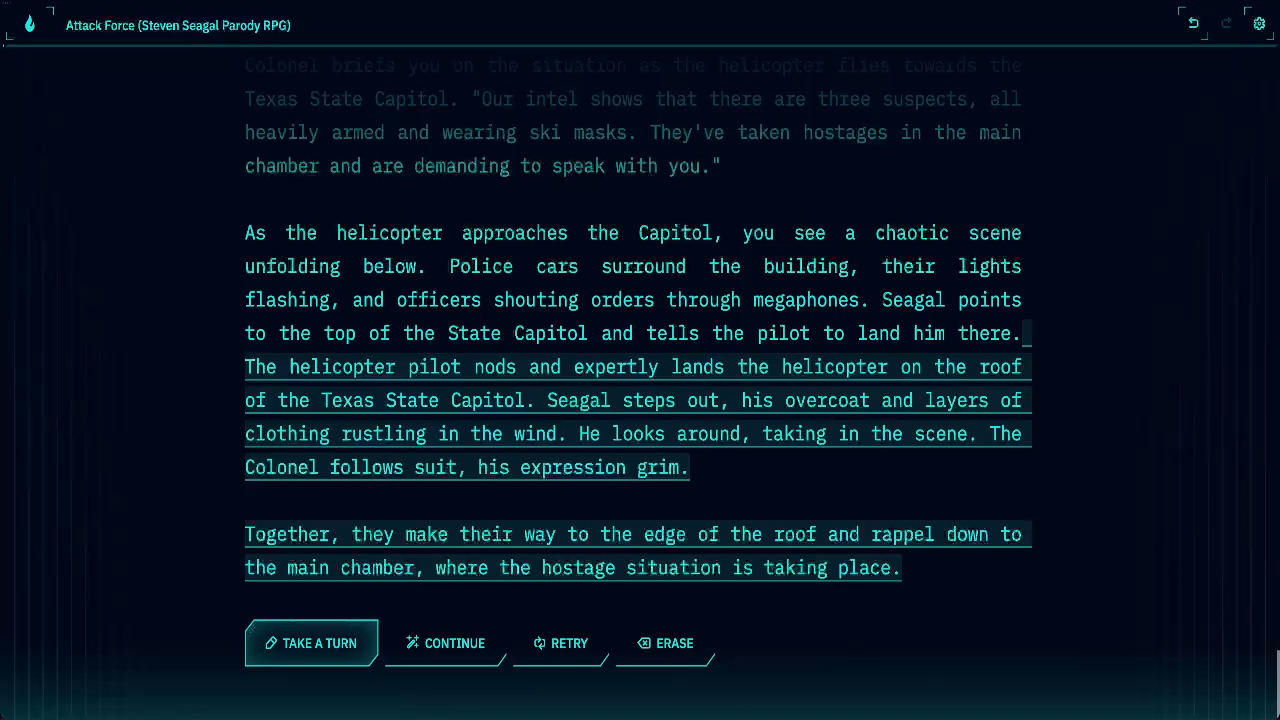 Attack Force (Steven Seagal Parody RPG)
Colonel briefs you on the situation as the helicopter flies towards the
Texas State Capitol. "Our intel shows that there are three suspects, all
heavily armed and wearing ski masks. They've taken hostages in the main
chamber and are demanding to speak with you."
As the helicopter approaches the Capitol, you see a chaotic scene
unfolding below. Police cars surround the building, their lights
flashing, and officers shouting orders through megaphones. Seagal points
to the top of the State Capitol and tells the pilot to land him there.
The helicopter pilot nods and expertly lands the helicopter on the roof
of the Texas State Capitol. Seagal steps out, his overcoat and layers of
clothing rustling in the wind. He looks around, taking in the scene. The
Colonel follows suit, his expression grim.
Together, they make their way to the edge of the roof and rappel down to
the main chamber, where the hostage situation is taking place.
TAKE A TURN CONTINUE RETRY ERASE